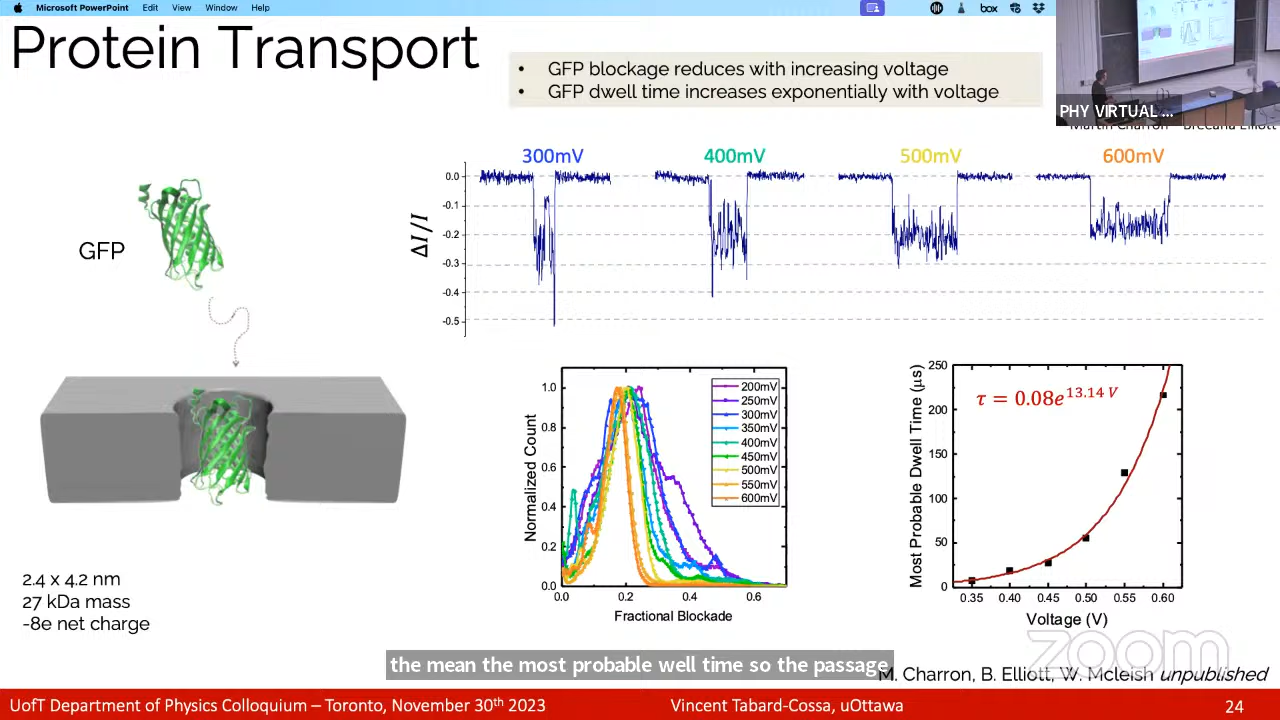 Microsoft PowerPoint Edit View Window Help
box
Protein Transport
• GFP blockage reduces with increasing voltage
• GFP dwell time increases exponentially with voltage
PHY VIRTUAL ...
Martin Charron Breeana Elliott
300mV 400mV 500mV 600mV
0.0
-0.1
-0.2
-0.3
-0.4
-0.5
ΔI/I
GFP
2.4 x 4.2 nm
27 kDa mass
-8e net charge
Normalized Count
1.0
0.8
0.6
0.4
0.2
0.0
0.0 0.2 0.4 0.6
Fractional Blockade
200mV
250mV
300mV
350mV
400mV
450mV
500mV
550mV
600mV
Most Probable Dwell Time (µs)
250
200
150
100
50
0
τ = 0.08e^{13.14 V}
0.35 0.40 0.45 0.50 0.55 0.60
Voltage (V)
zoom
the mean the most probable well time so the passage
M. Charron, B. Elliott, W. Mcleish unpublished
UofT Department of Physics Colloquium – Toronto, November 30th 2023 Vincent Tabard-Cossa, uOttawa 24